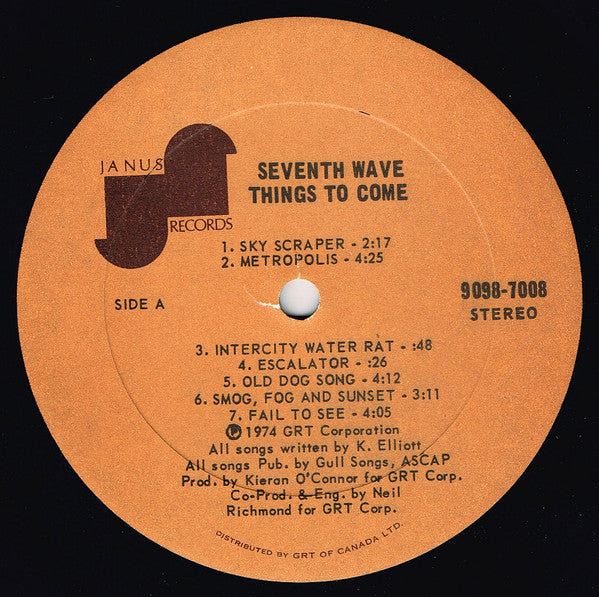 JANUS
RECORDS
SEVENTH WAVE
THINGS TO COME
1. SKY SCRAPER - 2:17
2. METROPOLIS - 4:25
SIDE A
9098-7008
STEREO
3. INTERCITY WATER RAT - :48
4. ESCALATOR - :26
5. OLD DOG SONG - 4:12
6. SMOG, FOG AND SUNSET - 3:11
7. FAIL TO SEE - 4:05
Ⓟ 1974 GRT Corporation
All songs written by K. Elliott
All songs Pub. by Gull Songs, ASCAP
Prod. by Kieran O'Connor for GRT Corp.
Co-Prod. & Eng. by Neil
Richmond for GRT Corp.
DISTRIBUTED BY GRT OF CANADA LTD.